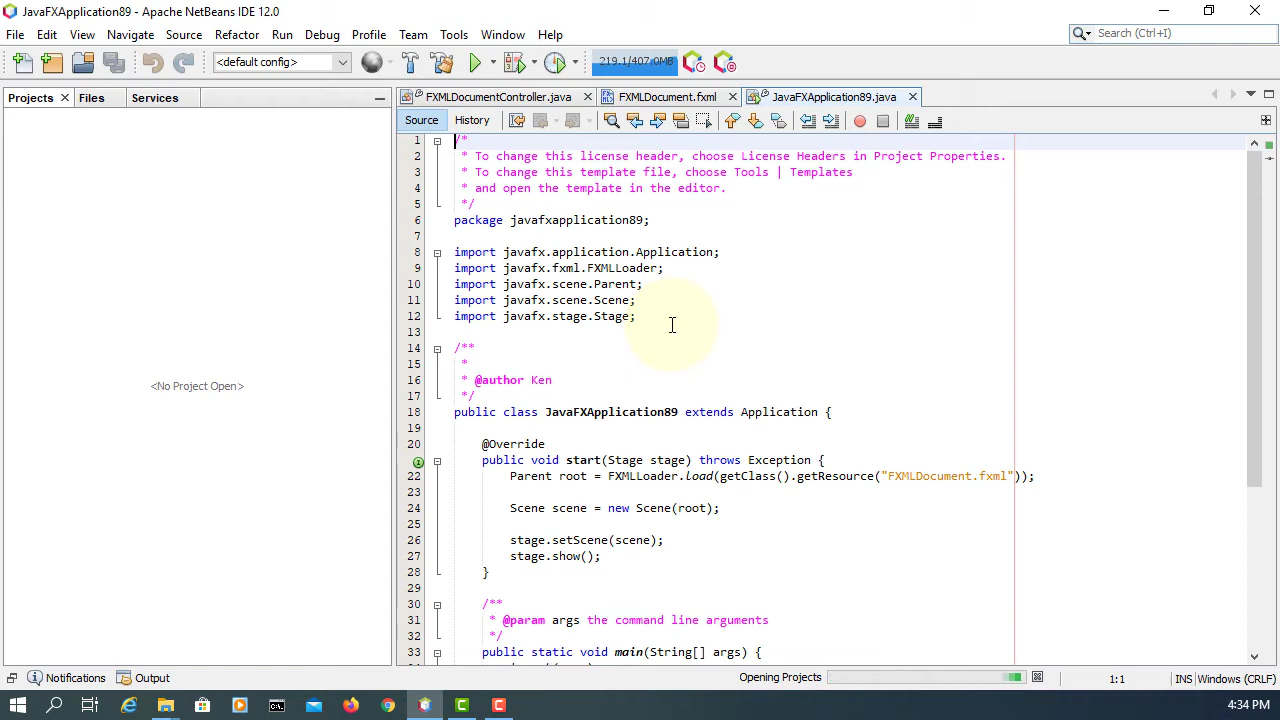 JavaFXApplication89 - Apache NetBeans IDE 12.0
File Edit View Navigate Source Refactor Run Debug Profile Team Tools Window Help
Search (Ctrl+I)
<default config>
219.1/407.0MB
Projects Files Services
FXMLDocumentController.java FXMLDocument.fxml JavaFXApplication89.java
Source History
1 /*
2 * To change this license header, choose License Headers in Project Properties.
3 * To change this template file, choose Tools | Templates
4 * and open the template in the editor.
5 */
6 package javafxapplication89;
7
8 import javafx.application.Application;
9 import javafx.fxml.FXMLLoader;
10 import javafx.scene.Parent;
11 import javafx.scene.Scene;
12 import javafx.stage.Stage;
13
14 /**
15 *
16 * @author Ken
17 */
18 public class JavaFXApplication89 extends Application {
19
20 @Override
public void start(Stage stage) throws Exception {
22 Parent root = FXMLLoader.load(getClass().getResource("FXMLDocument.fxml"));
23
24 Scene scene = new Scene(root);
25
26 stage.setScene(scene);
27 stage.show();
28 }
29
30 /**
31 * @param args the command line arguments
32 */
33 public static void main(String[] args) {
<No Project Open>
Notifications Output
Opening Projects
1:1
INS Windows (CRLF)
4:34 PM